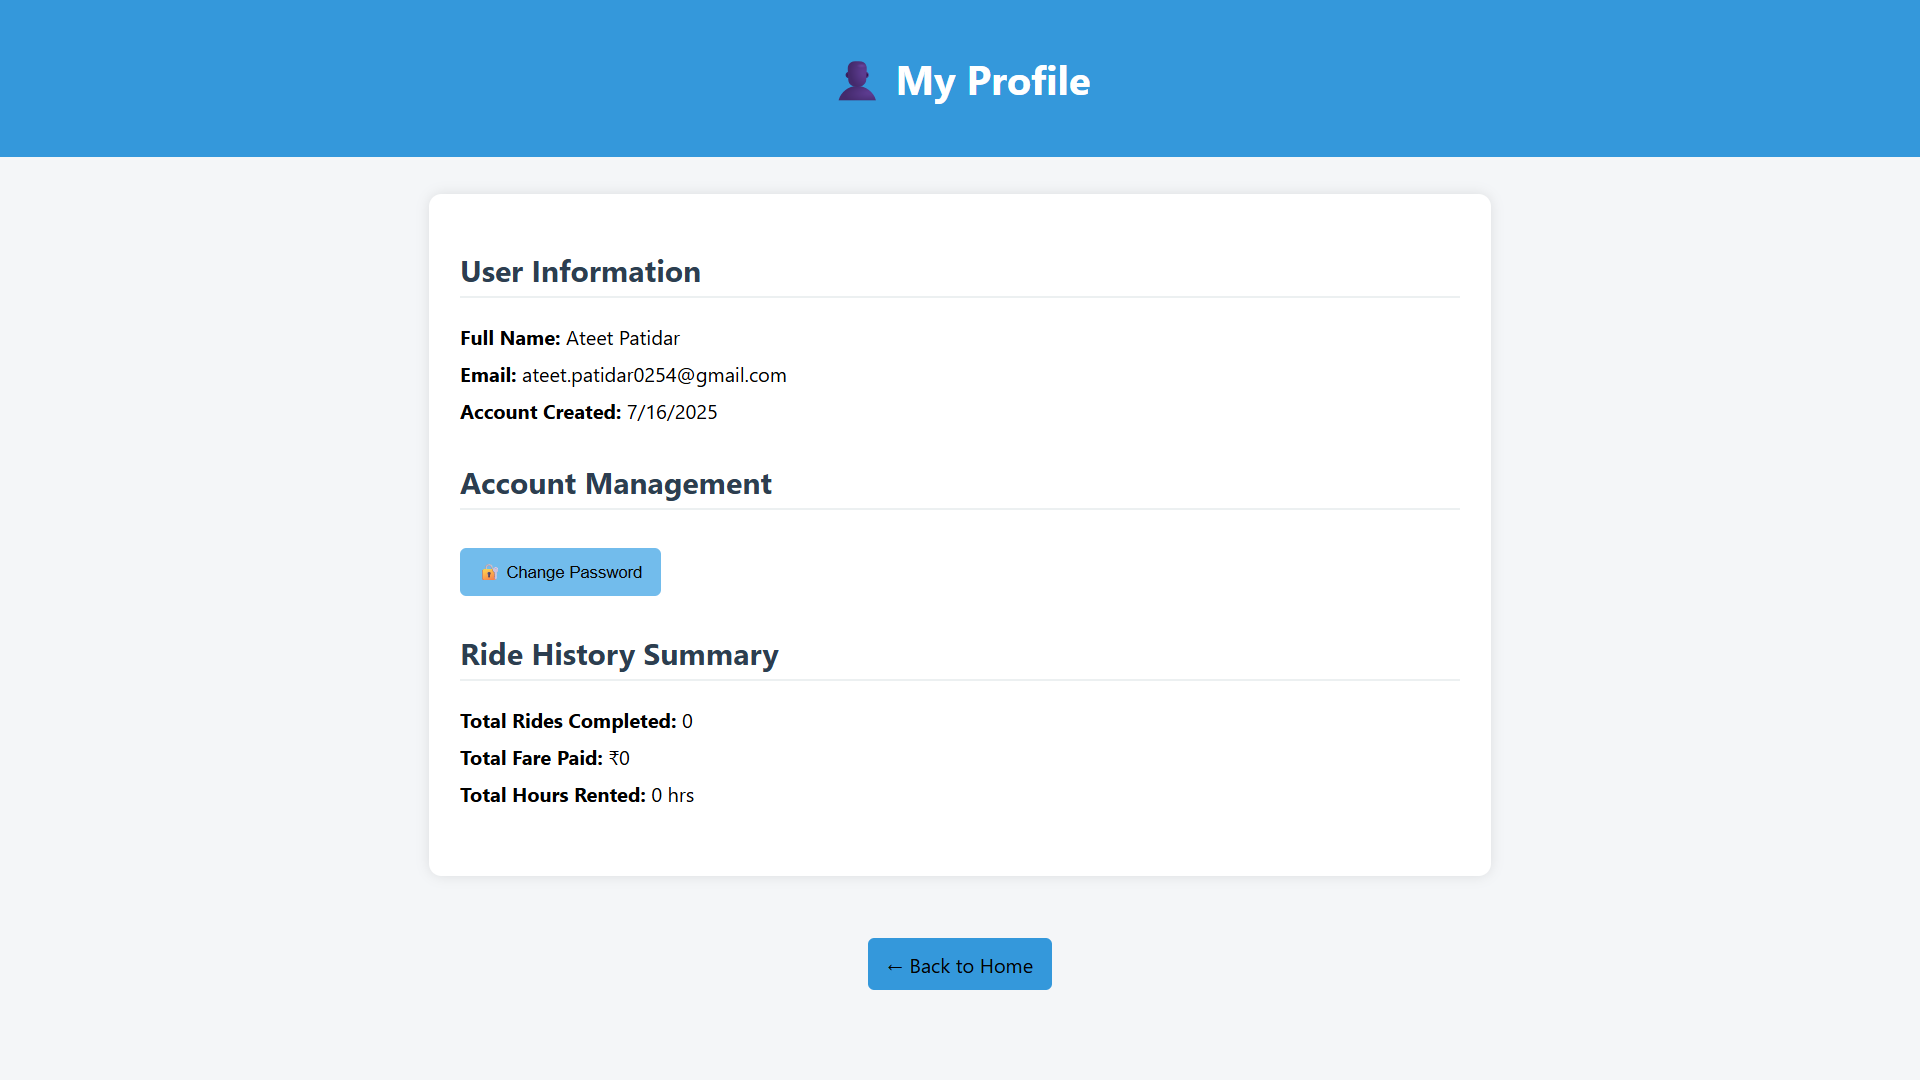 My Profile
User Information
Full Name: Ateet Patidar
Email: ateet.patidar0254@gmail.com
Account Created: 7/16/2025
Account Management
Change Password
Ride History Summary
Total Rides Completed: 0
Total Fare Paid: ₹0
Total Hours Rented: 0 hrs
← Back to Home